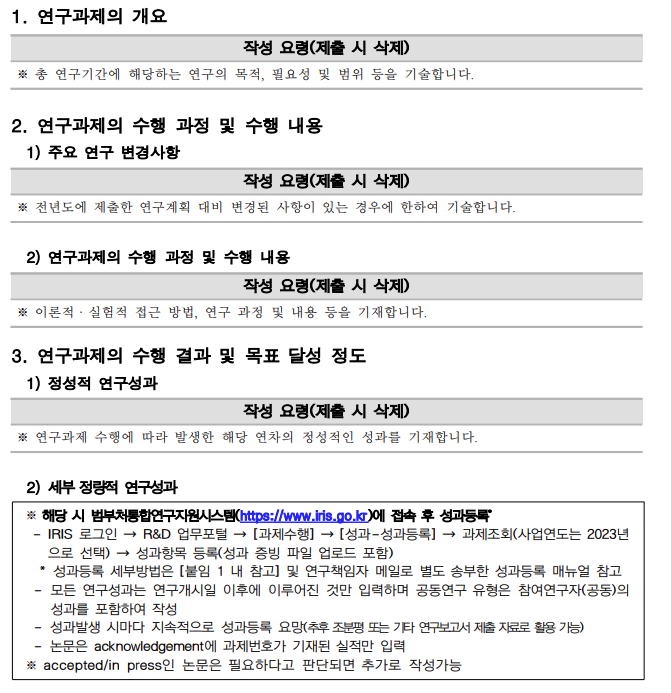 1. 연구과제의 개요
작성 요령(제출 시 삭제)
※ 총 연구기간에 해당하는 연구의 목적, 필요성 및 범위 등을 기술합니다.
2. 연구과제의 수행 과정 및 수행 내용
1) 주요 연구 변경사항
작성 요령(제출 시 삭제)
※ 전년도에 제출한 연구계획 대비 변경된 사항이 있는 경우에 한하여 기술합니다.
2) 연구과제의 수행 과정 및 수행 내용
작성 요령(제출 시 삭제)
※ 이론적·실험적 접근 방법, 연구 과정 및 내용 등을 기재합니다.
3. 연구과제의 수행 결과 및 목표 달성 정도
1) 정성적 연구성과
작성 요령(제출 시 삭제)
※ 연구과제 수행에 따라 발생한 해당 연차의 정성적인 성과를 기재합니다.
2) 세부 정량적 연구성과
※ 해당 시 범부처통합연구지원시스템(https://www.iris.go.kr)에 접속 후 성과등록*
- IRIS 로그인 → R&D 업무포털 → [과제수행] → [성과-성과등록] → 과제조회(사업연도는 2023년
으로 선택) → 성과항목 등록(성과 증빙 파일 업로드 포함)
* 성과등록 세부방법은 [붙임 1 내 참고] 및 연구책임자 메일로 별도 송부한 성과등록 매뉴얼 참고
- 모든 연구성과는 연구개시일 이후에 이루어진 것만 입력하며 공동연구 유형은 참여연구자(공동)의
성과를 포함하여 작성
- 성과발생 시마다 지속적으로 성과등록 요망(추후 조분평 또는 기타 연구보고서 제출 자료로 활용 가능)
- 논문은 acknowledgement에 과제번호가 기재된 실적만 입력
※ accepted/in press인 논문은 필요하다고 판단되면 추가로 작성가능